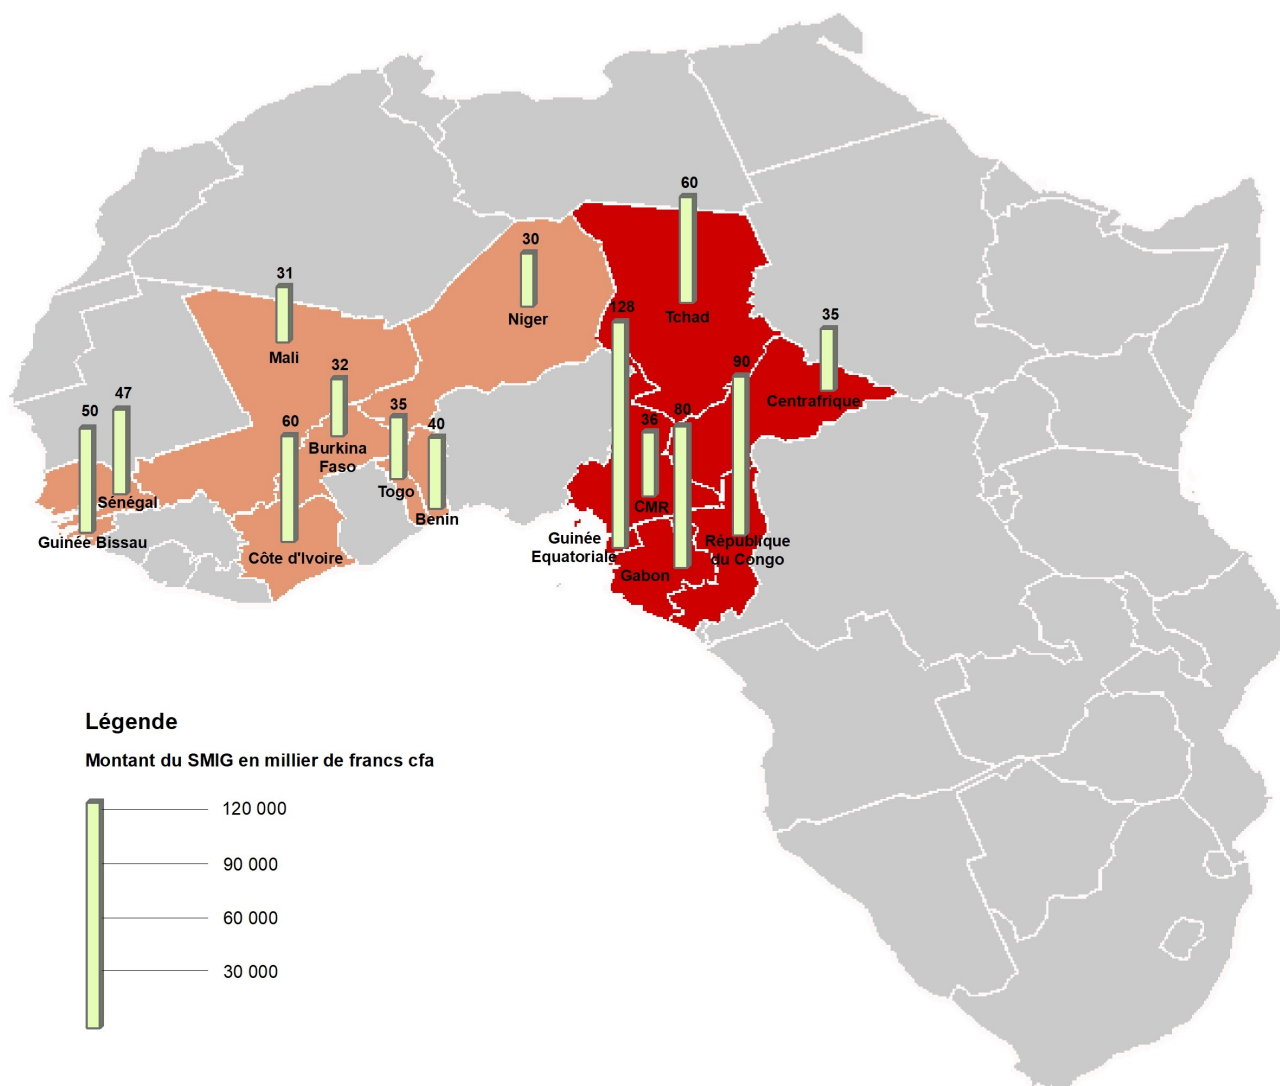 60
Tchad
30
Niger
31
Mali
128
35
Centrafrique
32
Burkina
Faso
90
République
du Congo
50
47
Sénégal
Guinée Bissau
60
Côte d'Ivoire
35
Togo
40
Benin
36
CMR
80
Gabon
Guinée
Equatoriale
Légende
Montant du SMIG en millier de francs cfa
120 000
90 000
60 000
30 000